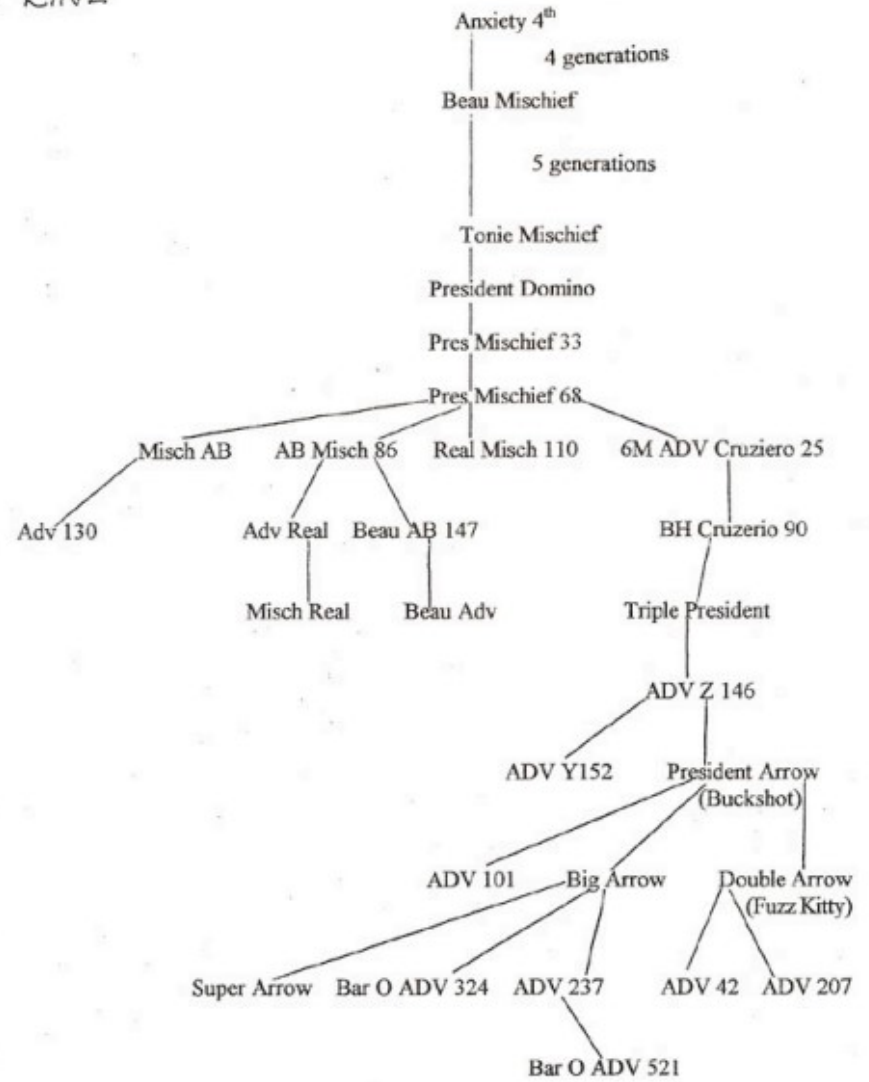 Anxiety 4th
4 generations
Beau Mischief
5 generations
Tonie Mischief
President Domino
Pres Mischief 33
Pres Mischief 68
Misch AB AB Misch 86 Real Misch 110 6M ADV Cruziero 25
Adv 130 Adv Real Beau AB 147 BH Cruzerio 90
Misch Real Beau Adv Triple President
ADV Z 146
ADV Y152 President Arrow
(Buckshot)
ADV 101 Big Arrow Double Arrow
(Fuzz Kitty)
Super Arrow Bar O ADV 324 ADV 237 ADV 42 ADV 207
Bar O ADV 521